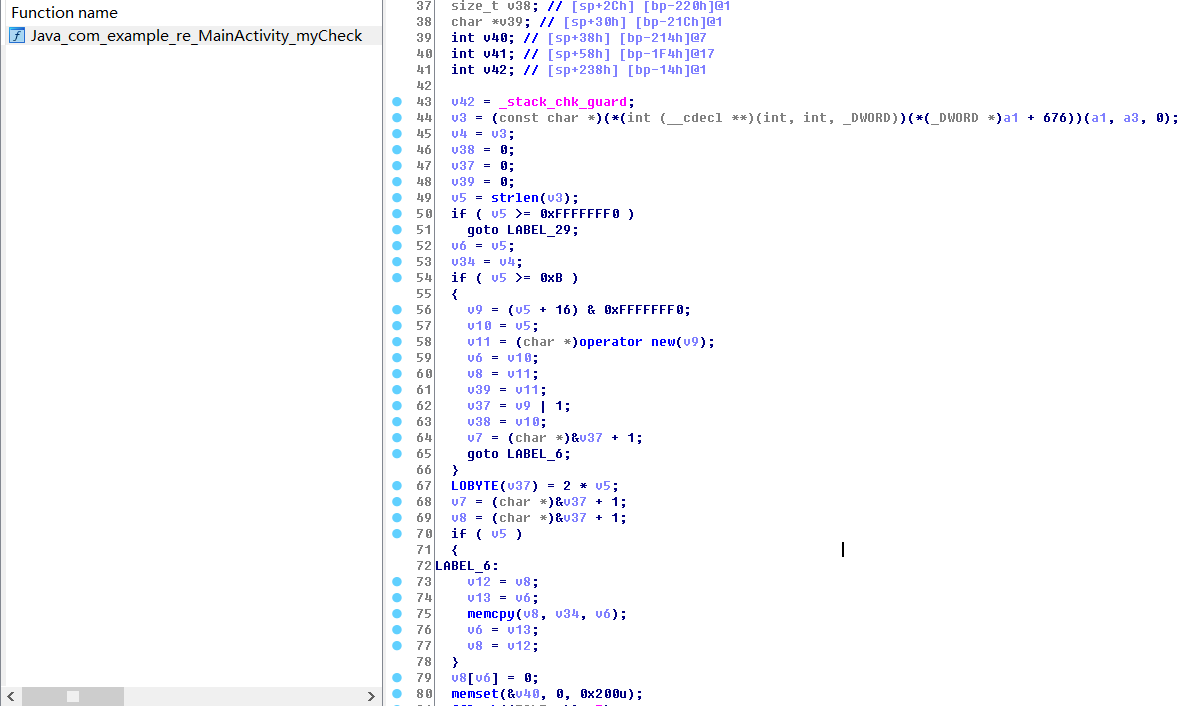 Function name
f Java_com_example_re_MainActivity_myCheck
37 size_t v38; // [sp+2Ch] [bp-220h]@1
38 char *v39; // [sp+30h] [bp-21Ch]@1
39 int v40; // [sp+38h] [bp-214h]@7
40 int v41; // [sp+58h] [bp-1F4h]@17
41 int v42; // [sp+238h] [bp-14h]@1
42
43 v42 = _stack_chk_guard;
44 v3 = (const char *)(*(int (__cdecl **)(int, int, _DWORD))(*(_DWORD *)a1 + 676))(a1, a3, 0);
45 v4 = v3;
46 v38 = 0;
47 v37 = 0;
48 v39 = 0;
49 v5 = strlen(v3);
50 if ( v5 >= 0xFFFFFFF0 )
51 goto LABEL_29;
52 v6 = v5;
53 v34 = v4;
54 if ( v5 >= 0xB )
55 {
56 v9 = (v5 + 16) & 0xFFFFFFF0;
57 v10 = v5;
58 v11 = (char *)operator new(v9);
59 v6 = v10;
60 v8 = v11;
61 v39 = v11;
62 v37 = v9 | 1;
63 v38 = v10;
64 v7 = (char *)&v37 + 1;
65 goto LABEL_6;
66 }
67 LOBYTE(v37) = 2 * v5;
68 v7 = (char *)&v37 + 1;
69 v8 = (char *)&v37 + 1;
70 if ( v5 )
71 {
72 LABEL_6:
73 v12 = v8;
74 v13 = v6;
75 memcpy(v8, v34, v6);
76 v6 = v13;
77 v8 = v12;
78 }
79 v8[v6] = 0;
80 memset(&v40, 0, 0x200u);